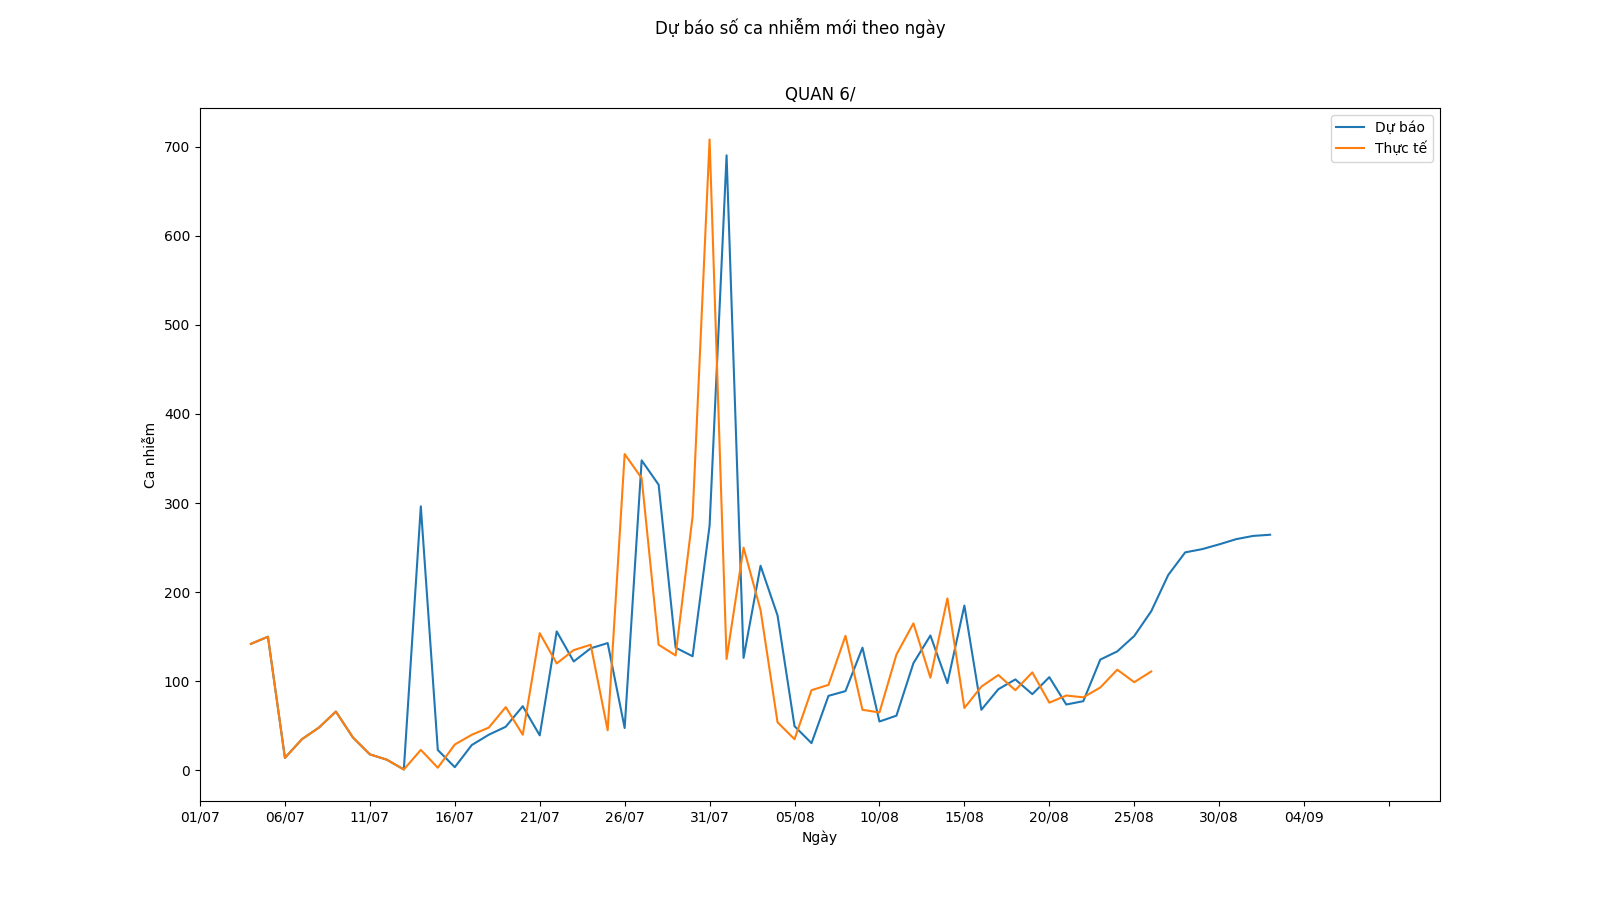 Dự báo số ca nhiễm mới theo ngày
QUAN 6/
Dự báo
Thực tế
700
600
500
400
300
200
100
0
Ca nhiễm
01/07 06/07 11/07 16/07 21/07 26/07 31/07 05/08 10/08 15/08 20/08 25/08 30/08 04/09
Ngày